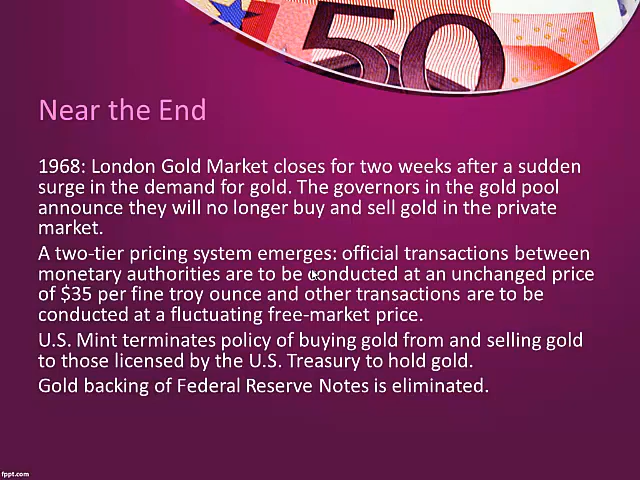 50
Near the End
1968: London Gold Market closes for two weeks after a sudden
surge in the demand for gold. The governors in the gold pool
announce they will no longer buy and sell gold in the private
market.
A two-tier pricing system emerges: official transactions between
monetary authorities are to be conducted at an unchanged price
of $35 per fine troy ounce and other transactions are to be
conducted at a fluctuating free-market price.
U.S. Mint terminates policy of buying gold from and selling gold
to those licensed by the U.S. Treasury to hold gold.
Gold backing of Federal Reserve Notes is eliminated.
fppt.com